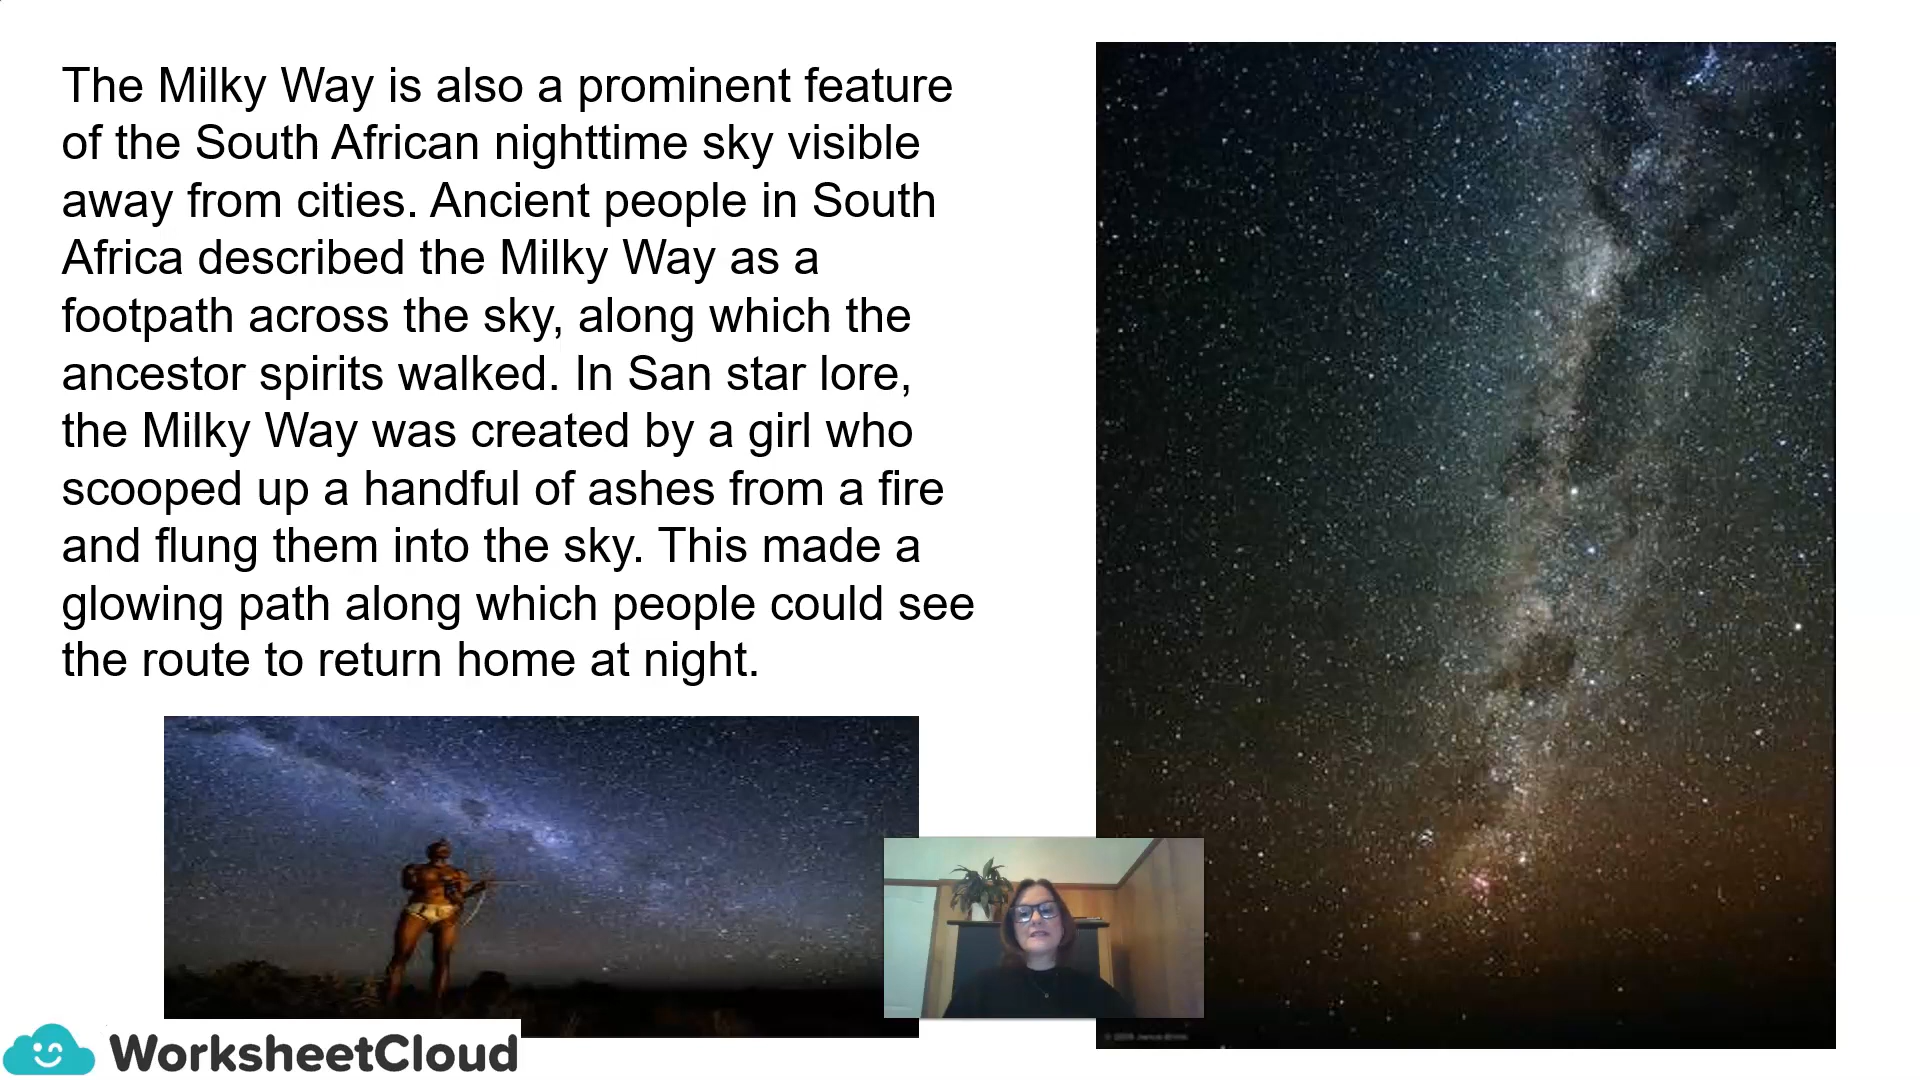 The Milky Way is also a prominent feature
of the South African nighttime sky visible
away from cities. Ancient people in South
Africa described the Milky Way as a
footpath across the sky, along which the
ancestor spirits walked. In San star lore,
the Milky Way was created by a girl who
scooped up a handful of ashes from a fire
and flung them into the sky. This made a
glowing path along which people could see
the route to return home at night.
WorksheetCloud